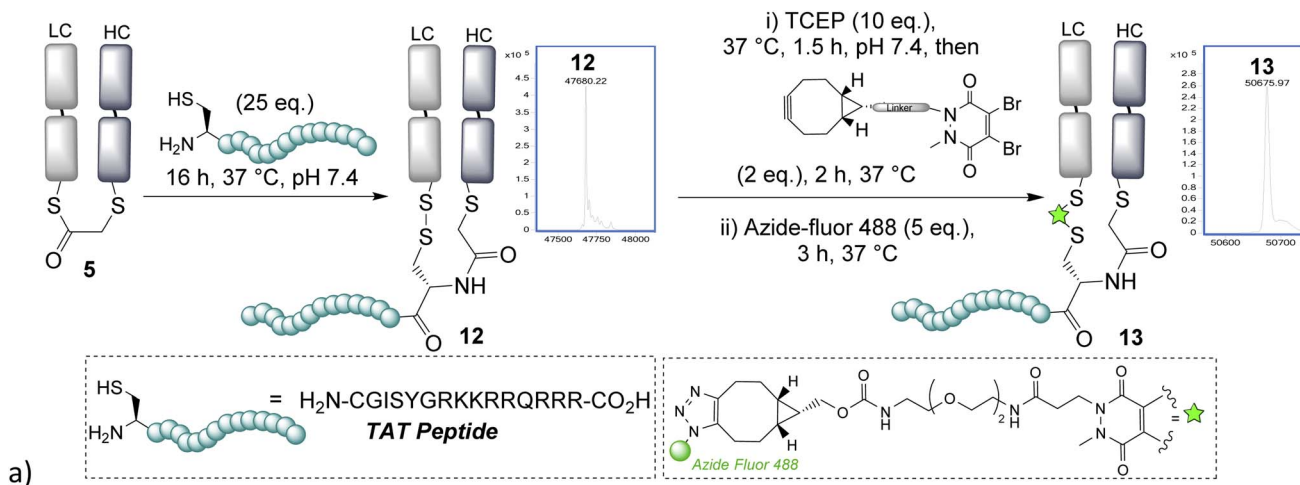 LC HC
S
S
O
5
HS
(25 eq.)
H2N
16 h, 37 °C, pH 7.4
LC HC
S
S
S
O
NH
O
12
×10 5
12
47680.22
4.5
4
3.5
3
2.5
2
1.5
1
0.5
0
47500 47750 48000
i) TCEP (10 eq.),
37 °C, 1.5 h, pH 7.4, then
H
H
Linker
O
Br
N
N
Br
O
(2 eq.), 2 h, 37 °C
ii) Azide-fluor 488 (5 eq.),
3 h, 37 °C
LC HC
S
S
S
O
NH
O
13
×10 5
13
50675.97
2.8
2.6
2.4
2.2
2
1.8
1.6
1.4
1.2
1
0.8
0.6
0.4
0.2
0
50600 50700
HS
H2N
= H2N-CGISYGRKKRRQRRR-CO2H
TAT Peptide
N
N
N
H
H
O
O
H
N
O
2
N
H
O
O
N
N
O
=
Azide Fluor 488
a)